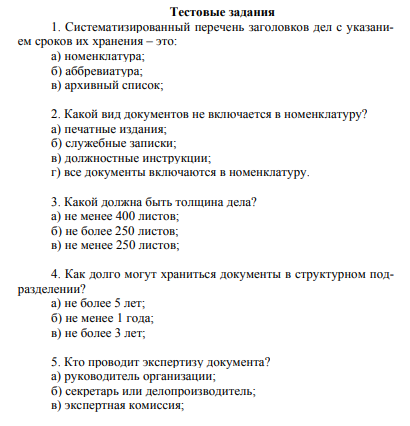 Тестовые задания
1. Систематизированный перечень заголовков дел с указани-
ем сроков их хранения – это:
а) номенклатура;
б) аббревиатура;
в) архивный список;
2. Какой вид документов не включается в номенклатуру?
а) печатные издания;
б) служебные записки;
в) должностные инструкции;
г) все документы включаются в номенклатуру.
3. Какой должна быть толщина дела?
а) не менее 400 листов;
б) не более 250 листов;
в) не менее 250 листов;
4. Как долго могут храниться документы в структурном под-
разделении?
а) не более 5 лет;
б) не менее 1 года;
в) не более 3 лет;
5. Кто проводит экспертизу документа?
а) руководитель организации;
б) секретарь или делопроизводитель;
в) экспертная комиссия;